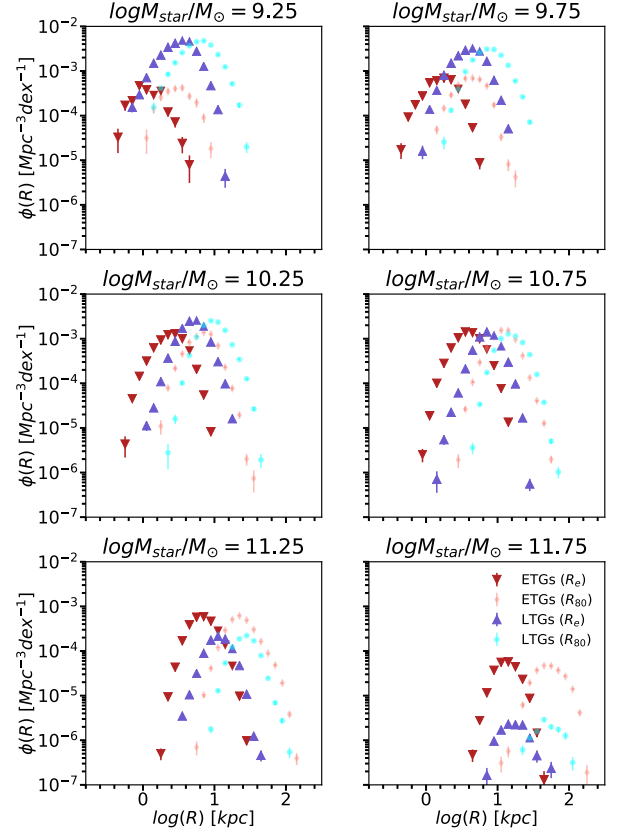 logM_star/M_⊙ = 9.25
logM_star/M_⊙ = 9.75
10^−2
10^−3
10^−4
10^−5
10^−6
10^−7
ϕ(R) [Mpc^−3 dex^−1]
logM_star/M_⊙ = 10.25
logM_star/M_⊙ = 10.75
10^−2
10^−3
10^−4
10^−5
10^−6
10^−7
ϕ(R) [Mpc^−3 dex^−1]
logM_star/M_⊙ = 11.25
logM_star/M_⊙ = 11.75
10^−2
10^−3
10^−4
10^−5
10^−6
10^−7
ϕ(R) [Mpc^−3 dex^−1]
ETGs (R_e)
ETGs (R_80)
LTGs (R_e)
LTGs (R_80)
0 1 2
0 1 2
log(R) [kpc]
log(R) [kpc]